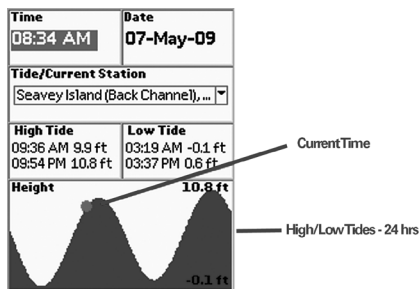 Time Date
08:34 AM 07-May-09
Tide/Current Station
Seavey Island (Back Channel), ...
High Tide Low Tide
09:36 AM 9.9 ft 03:19 AM -0.1 ft
09:54 PM 10.8 ft 03:37 PM 0.6 ft
Height 10.8 ft
-0.1 ft
Current Time
High/Low Tides - 24 hrs